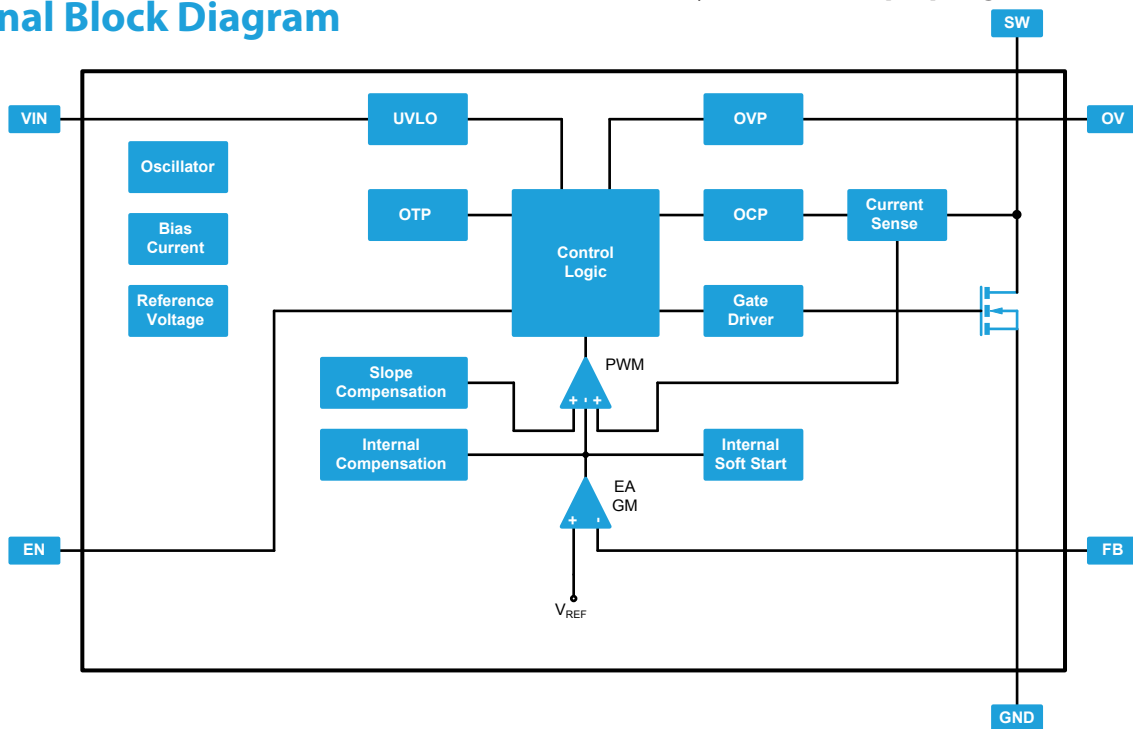 nal Block Diagram
SW
VIN
UVLO
OVP
OV
Oscillator
OTP
OCP
Current
Sense
Bias
Current
Control
Logic
Reference
Voltage
Gate
Driver
PWM
Slope
Compensation
+ - +
Internal
Compensation
Internal
Soft Start
EA
GM
+ -
EN
FB
VREF
GND